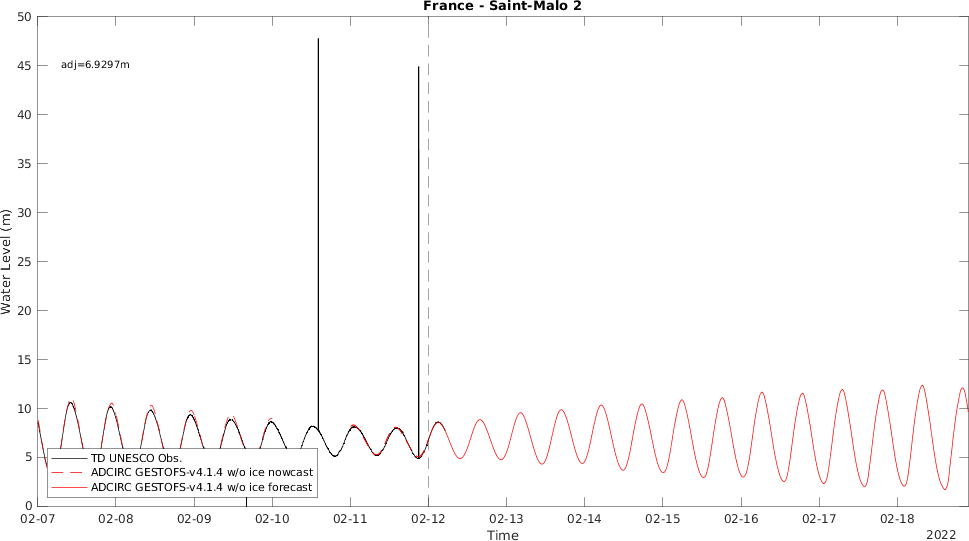 France - Saint-Malo 2
50
45
40
35
30
25
20
15
10
5
0
adj=6.9297m
Water Level (m)
TD UNESCO Obs.
ADCIRC GESTOFS-v4.1.4 w/o ice nowcast
ADCIRC GESTOFS-v4.1.4 w/o ice forecast
02-07 02-08 02-09 02-10 02-11 02-12 02-13 02-14 02-15 02-16 02-17 02-18
Time
2022